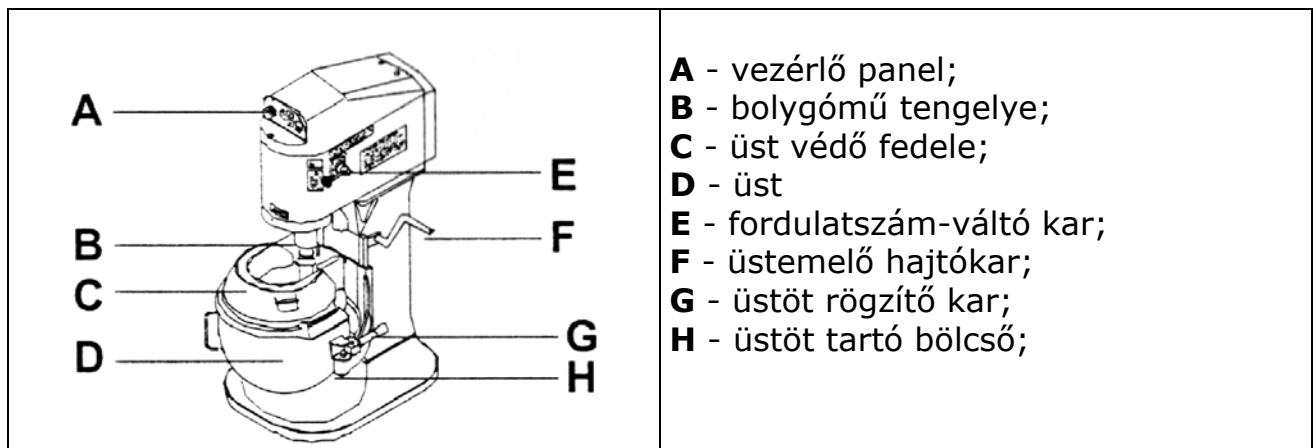 A
B
C
D
E
F
G
H
A - vezérlő panel;
B - bolygómű tengelye;
C - üst védő fedele;
D - üst
E - fordulatszám-váltó kar;
F - üstemelő hajtókar;
G - üstöt rögzítő kar;
H - üstöt tartó bölcső;